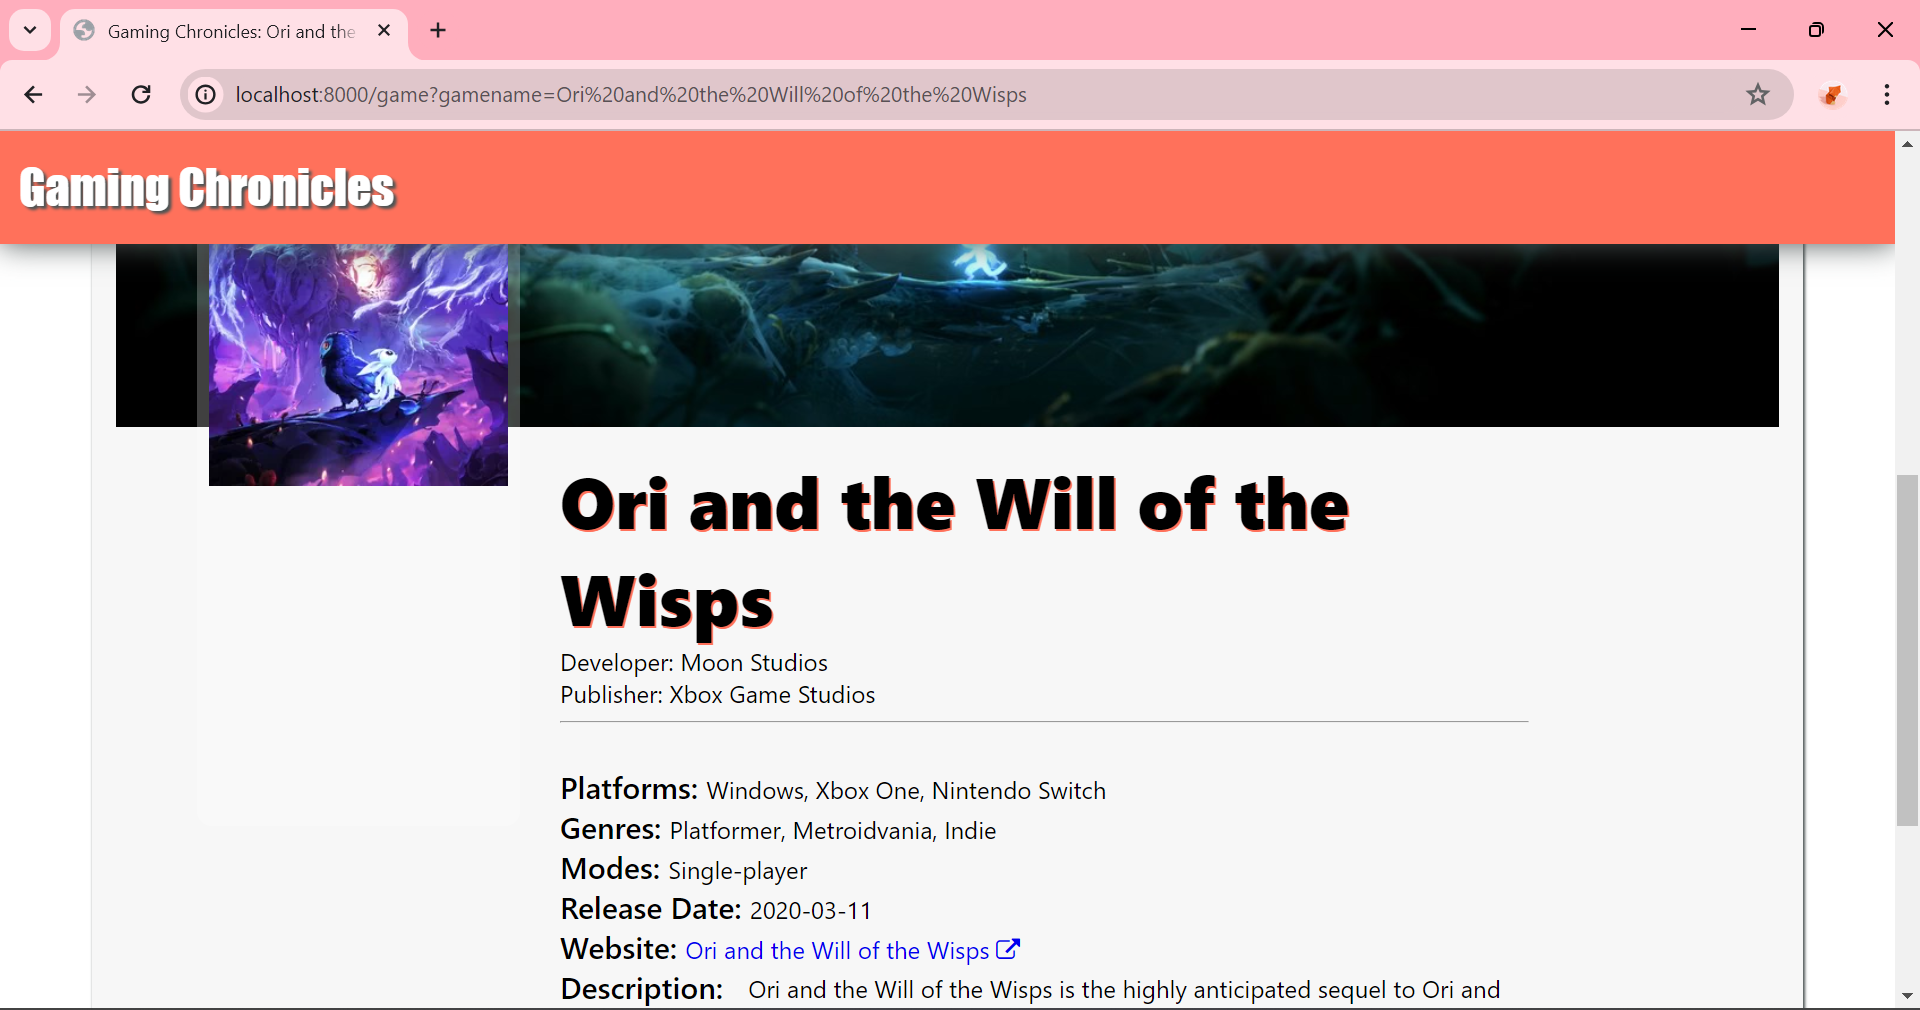 Gaming Chronicles: Ori and the
localhost:8000/game?gamename=Ori%20and%20the%20Will%20of%20the%20Wisps
Gaming Chronicles
Ori and the Will of the
Wisps
Developer: Moon Studios
Publisher: Xbox Game Studios
Platforms: Windows, Xbox One, Nintendo Switch
Genres: Platformer, Metroidvania, Indie
Modes: Single-player
Release Date: 2020-03-11
Website: Ori and the Will of the Wisps
Description: Ori and the Will of the Wisps is the highly anticipated sequel to Ori and